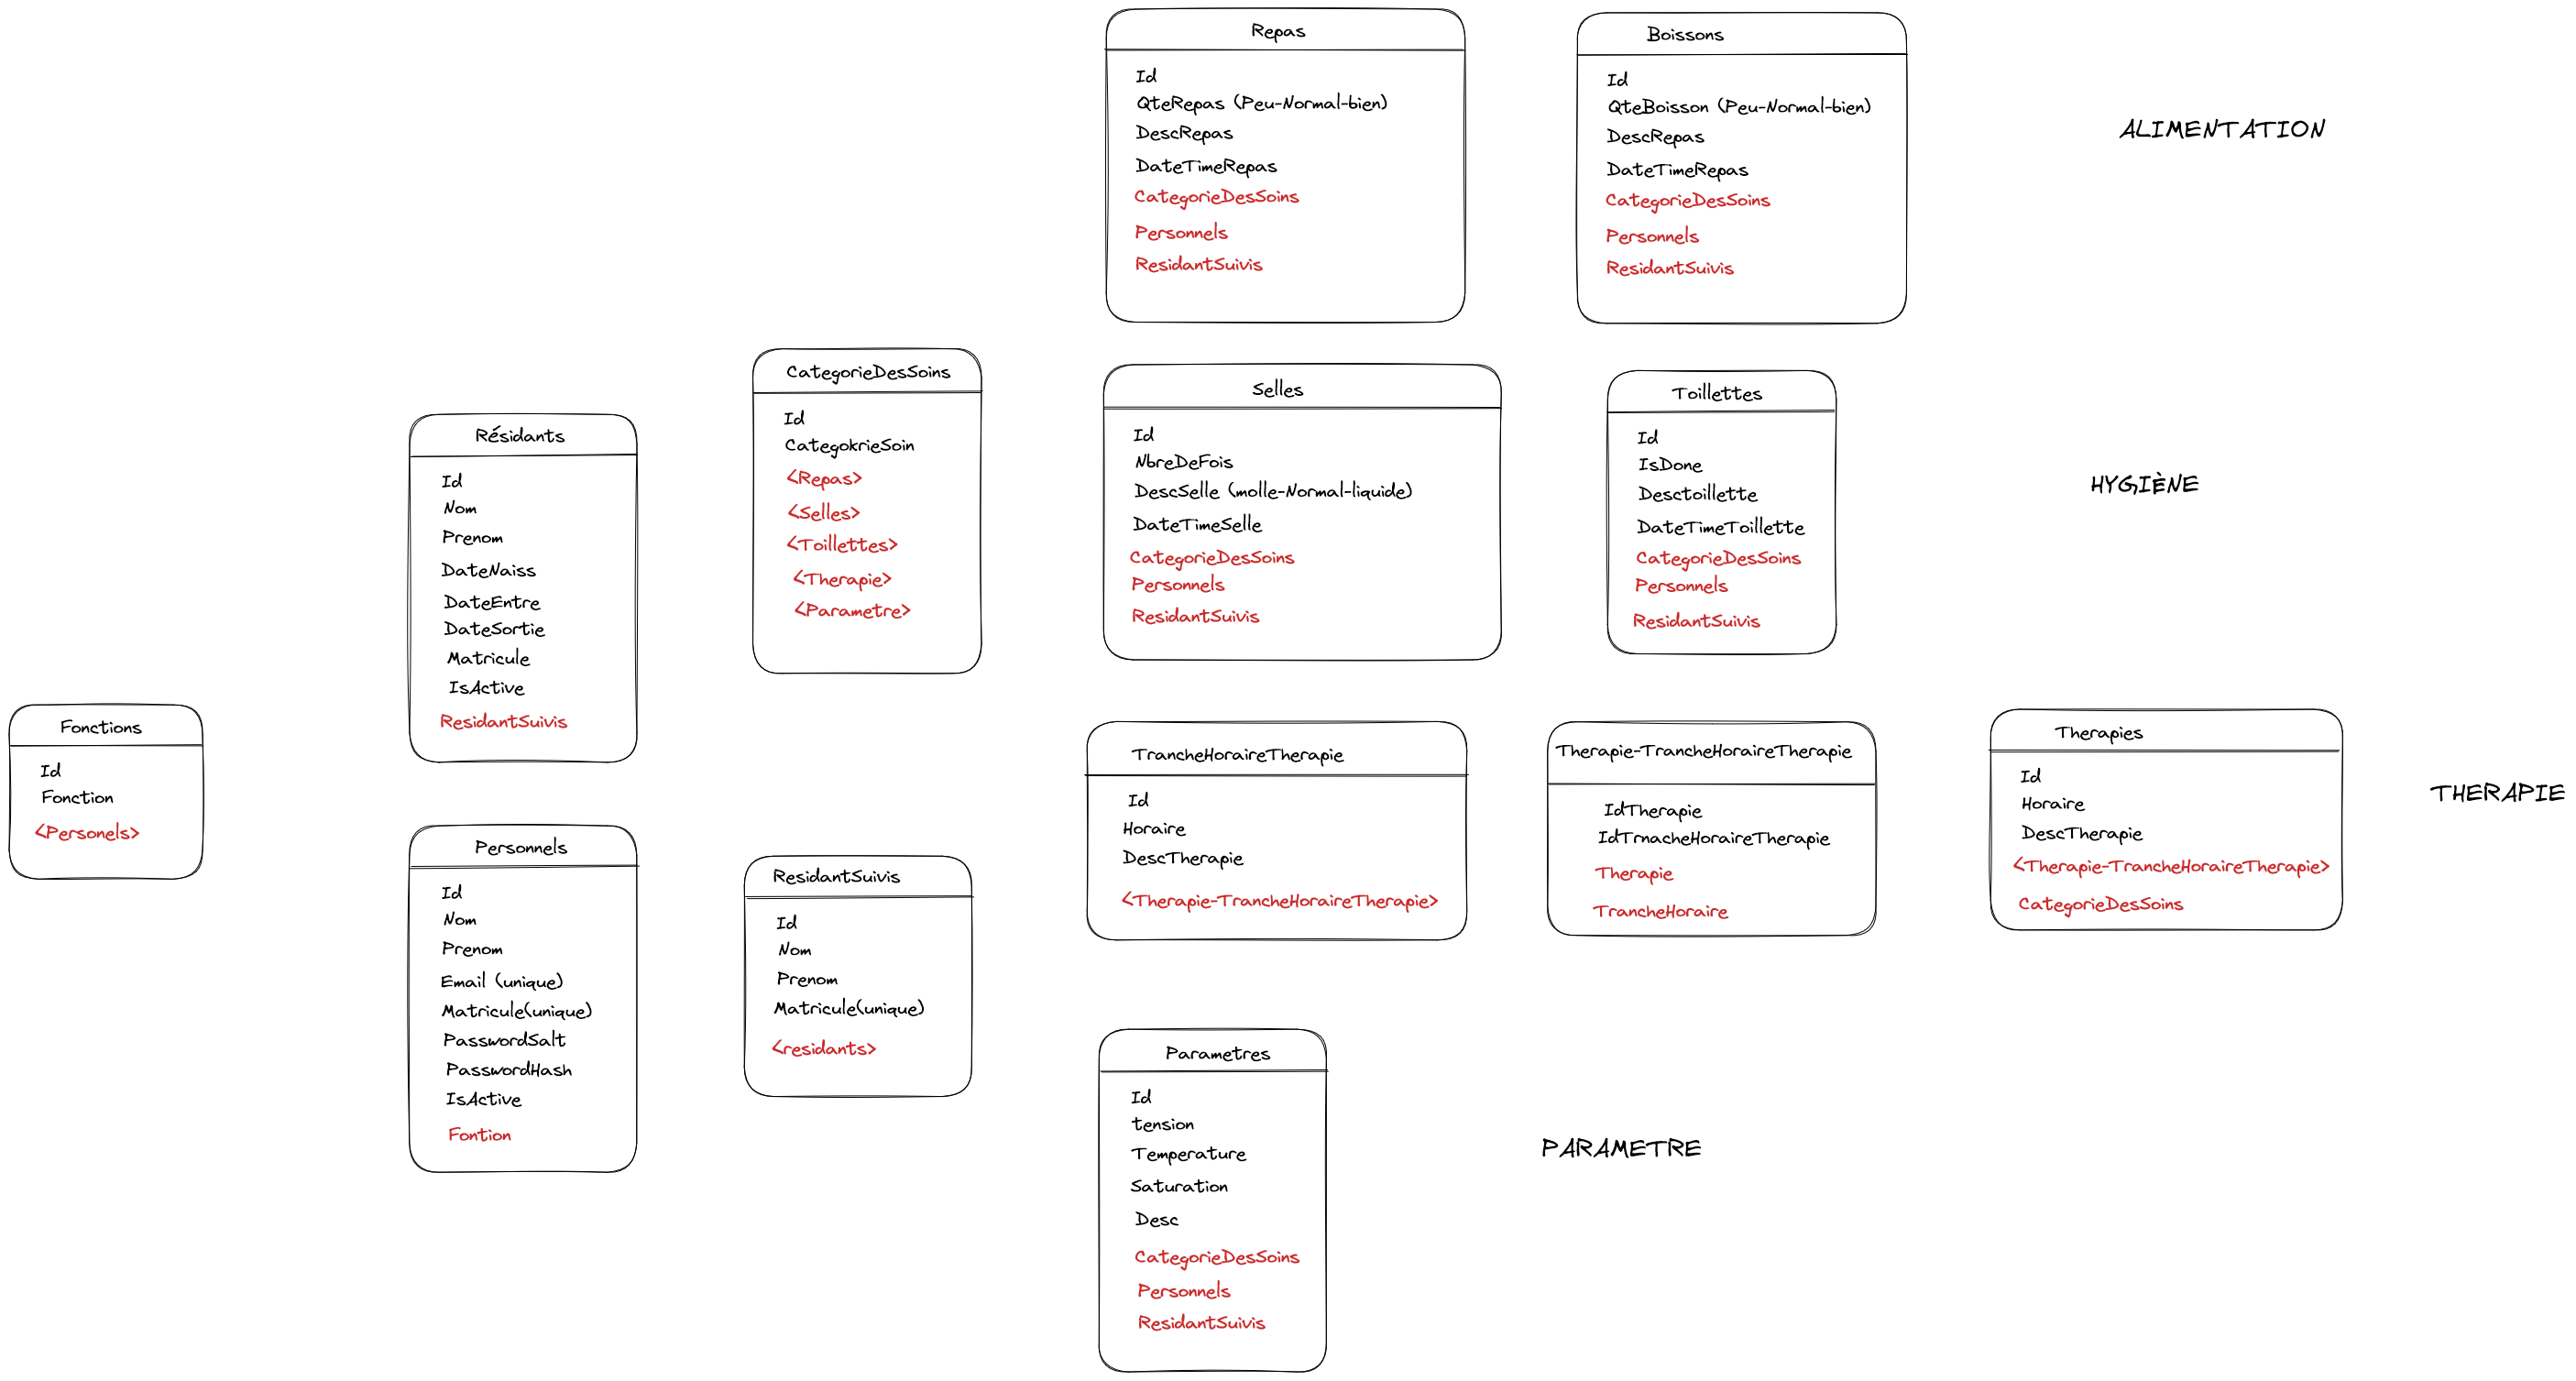 Repas
Id
QteRepas (Peu-Normal-bien)
DescRepas
DateTimeRepas
CategorieDesSoins
Personnels
ResidantSuivis
Boissons
Id
QteBoisson (Peu-Normal-bien)
DescRepas
DateTimeRepas
CategorieDesSoins
Personnels
ResidantSuivis
ALIMENTATION
CategorieDesSoins
Id
CategokrieSoin
<Repas>
<Selles>
<Toillettes>
<Therapie>
<Parametre>
Selles
Id
NbreDeFois
DescSelle (molle-Normal-liquide)
DateTimeSelle
CategorieDesSoins
Personnels
ResidantSuivis
Toillettes
Id
IsDone
Desctoillette
DateTimeToillette
CategorieDesSoins
Personnels
ResidantSuivis
HYGIÈNE
Résidants
Id
Nom
Prenom
DateNaiss
DateEntre
DateSortie
Matricule
IsActive
ResidantSuivis
Fonctions
Id
Fonction
<Personels>
Personnels
Id
Nom
Prenom
Email (unique)
Matricule(unique)
PasswordSalt
PasswordHash
IsActive
Fontion
ResidantSuivis
Id
Nom
Prenom
Matricule(unique)
<residants>
TrancheHoraireTherapie
Id
Horaire
DescTherapie
<Therapie-TrancheHoraireTherapie>
Therapie-TrancheHoraireTherapie
IdTherapie
IdTrnacheHoraireTherapie
Therapie
TrancheHoraire
Therapies
Id
Horaire
DescTherapie
<Therapie-TrancheHoraireTherapie>
CategorieDesSoins
THERAPIE
Parametres
Id
tension
Temperature
Saturation
Desc
CategorieDesSoins
Personnels
ResidantSuivis
PARAMETRE